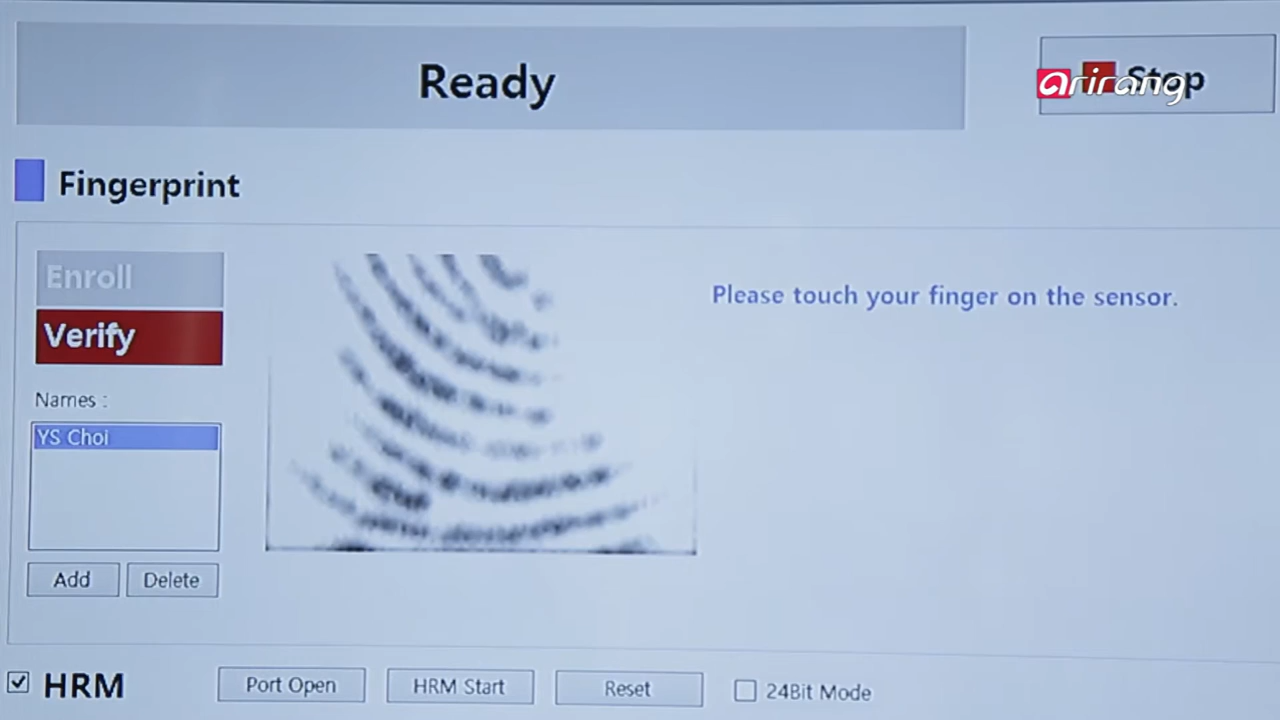 Ready
Stop
arirang
Fingerprint
Enroll
Verify
Please touch your finger on the sensor.
Names :
YS Choi
Add Delete
HRM Port Open HRM Start Reset 24Bit Mode